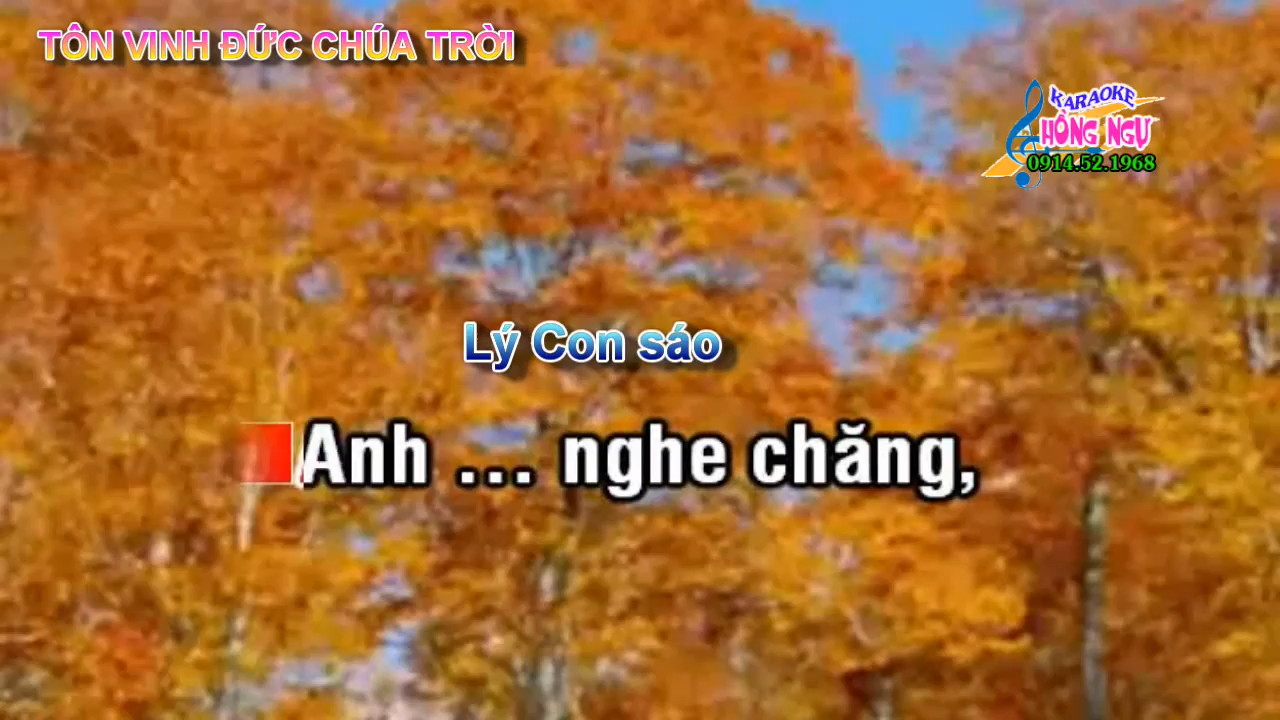 TÔN VINH ĐỨC CHÚA TRỜI
KARAOKE
HỒNG NGỰ
0914.52.1968
Lý Con sáo
Anh ... nghe chăng,